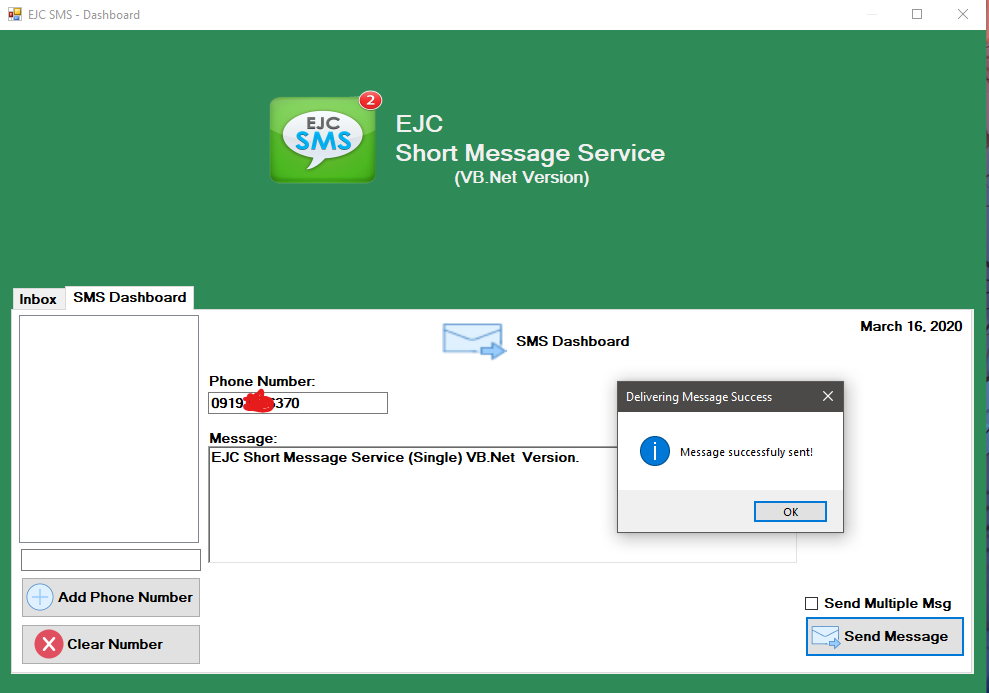 EJC SMS - Dashboard
2
EJC
SMS
EJC
Short Message Service
(VB.Net Version)
Inbox
SMS Dashboard
March 16, 2020
SMS Dashboard
Phone Number:
0919 5370
Message:
EJC Short Message Service (Single) VB.Net Version.
Delivering Message Success
Message successfuly sent!
OK
Add Phone Number
Clear Number
Send Multiple Msg
Send Message